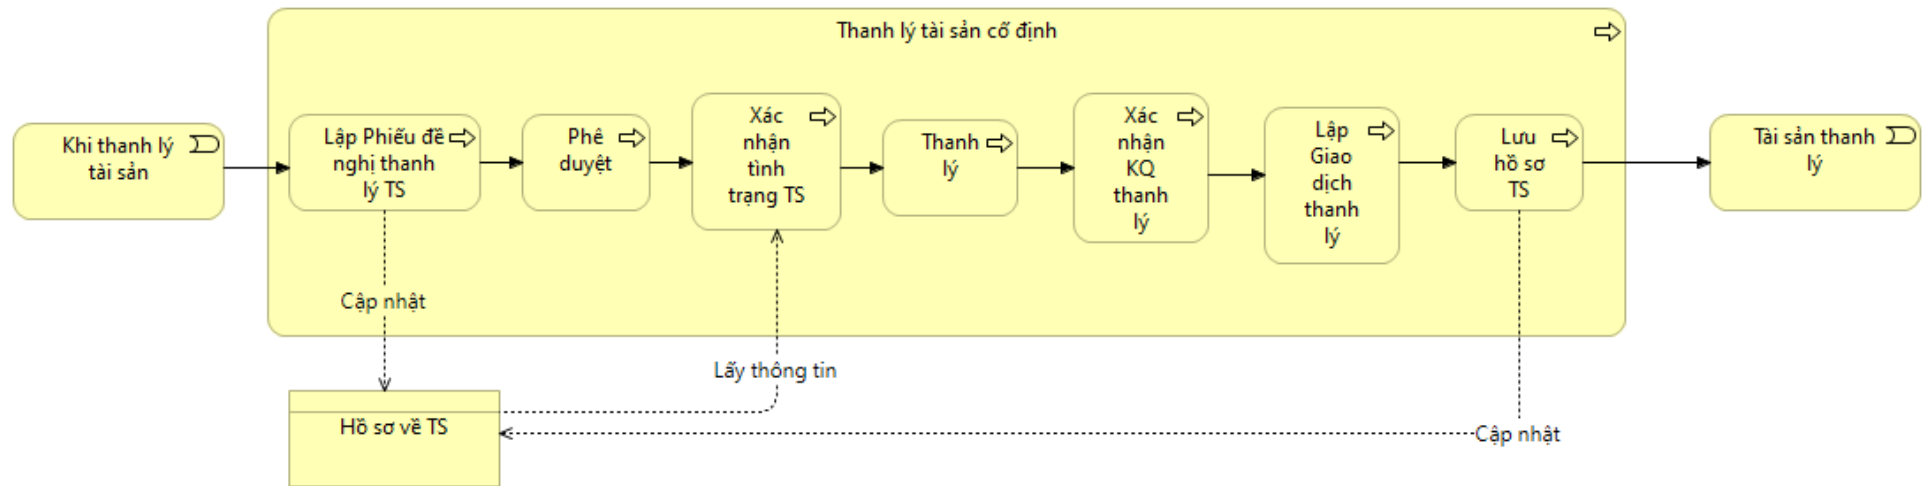 Thanh lý tài sản cố định
Khi thanh lý
tài sản
Lập Phiếu đề
nghị thanh
lý TS
Phê
duyệt
Xác
nhận
tình
trạng TS
Thanh
lý
Xác
nhận
KQ
thanh
lý
Lập
Giao
dịch
thanh
lý
Lưu
hồ sơ
TS
Tài sản thanh
lý
Cập nhật
Lấy thông tin
Hồ sơ về TS
Cập nhật